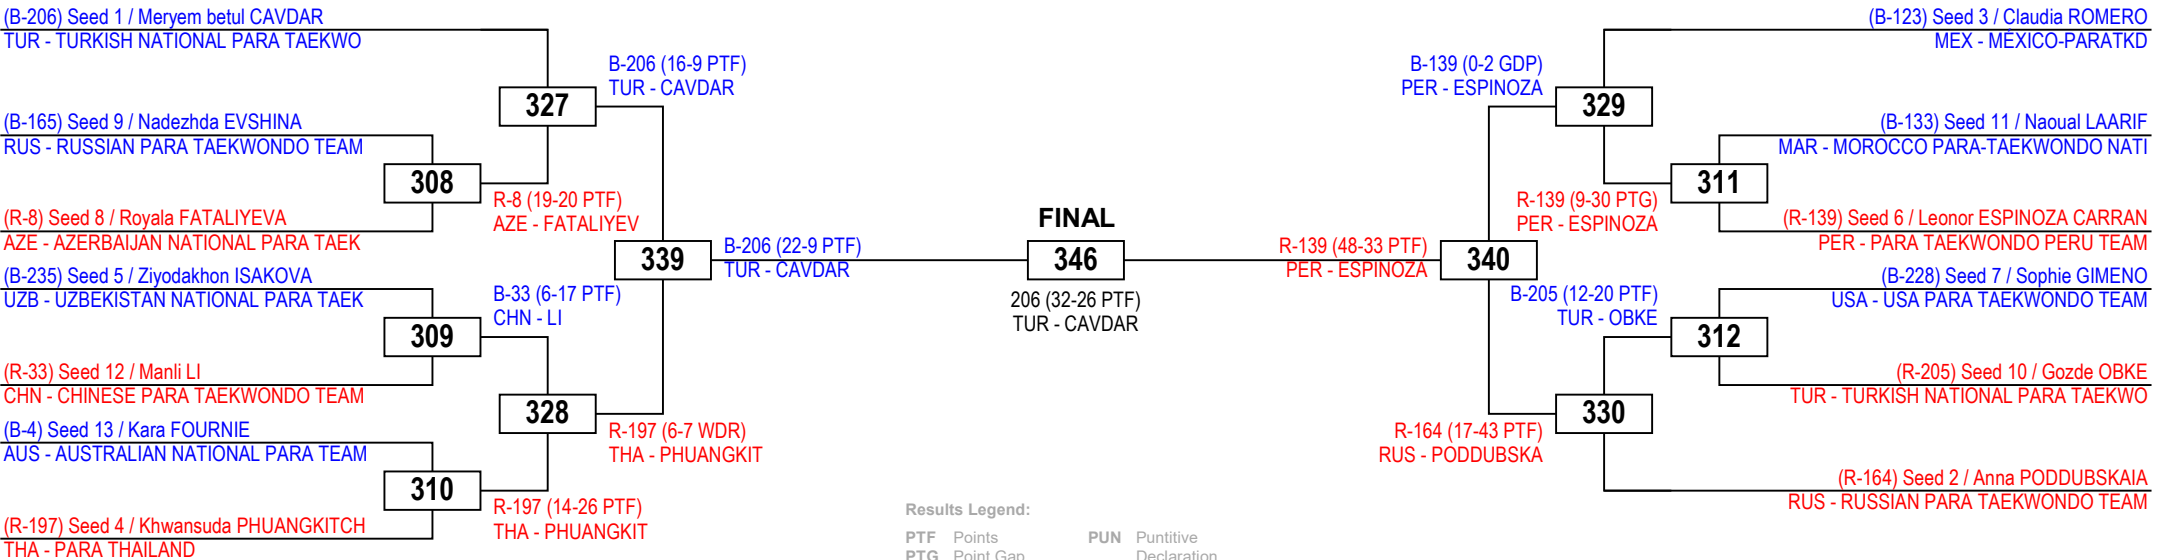 (B-206) Seed 1 / Meryem betul CAVDAR
TUR - TURKISH NATIONAL PARA TAEKWO
(B-165) Seed 9 / Nadezhda EVSHINA
RUS - RUSSIAN PARA TAEKWONDO TEAM
(R-8) Seed 8 / Royala FATALIYEVA
AZE - AZERBAIJAN NATIONAL PARA TAEK
(B-235) Seed 5 / Ziyodakhon ISAKOVA
UZB - UZBEKISTAN NATIONAL PARA TAEK
(R-33) Seed 12 / Manli LI
CHN - CHINESE PARA TAEKWONDO TEAM
(B-4) Seed 13 / Kara FOURNIE
AUS - AUSTRALIAN NATIONAL PARA TEAM
(R-197) Seed 4 / Khwansuda PHUANGKITCH
THA - PARA THAILAND
308
309
310
R-8 (19-20 PTF)
AZE - FATALIYEV
B-33 (6-17 PTF)
CHN - LI
R-197 (14-26 PTF)
THA - PHUANGKIT
327
328
B-206 (16-9 PTF)
TUR - CAVDAR
R-197 (6-7 WDR)
THA - PHUANGKIT
339
B-206 (22-9 PTF)
TUR - CAVDAR
FINAL
346
206 (32-26 PTF)
TUR - CAVDAR
R-139 (48-33 PTF)
PER - ESPINOZA
340
B-139 (0-2 GDP)
PER - ESPINOZA
R-164 (17-43 PTF)
RUS - PODDUBSKA
329
330
R-139 (9-30 PTG)
PER - ESPINOZA
B-205 (12-20 PTF)
TUR - OBKE
311
312
(B-123) Seed 3 / Claudia ROMERO
MEX - MÉXICO-PARATKD
(B-133) Seed 11 / Naoual LAARIF
MAR - MOROCCO PARA-TAEKWONDO NATI
(R-139) Seed 6 / Leonor ESPINOZA CARRAN
PER - PARA TAEKWONDO PERU TEAM
(B-228) Seed 7 / Sophie GIMENO
USA - USA PARA TAEKWONDO TEAM
(R-205) Seed 10 / Gozde OBKE
TUR - TURKISH NATIONAL PARA TAEKWO
(R-164) Seed 2 / Anna PODDUBSKAIA
RUS - RUSSIAN PARA TAEKWONDO TEAM
Results Legend:
PTF Points PUN Puntitive
PTG Point Gap Declaration